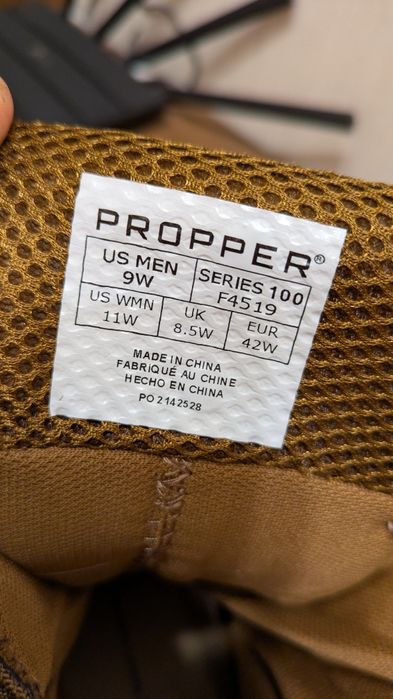 PROPPER®
US MEN
9W
SERIES 100
F4519
US WMN
11W
UK
8.5W
EUR
42W
MADE IN CHINA
FABRIQUÉ AU CHINE
HECHO EN CHINA
PO 2142528